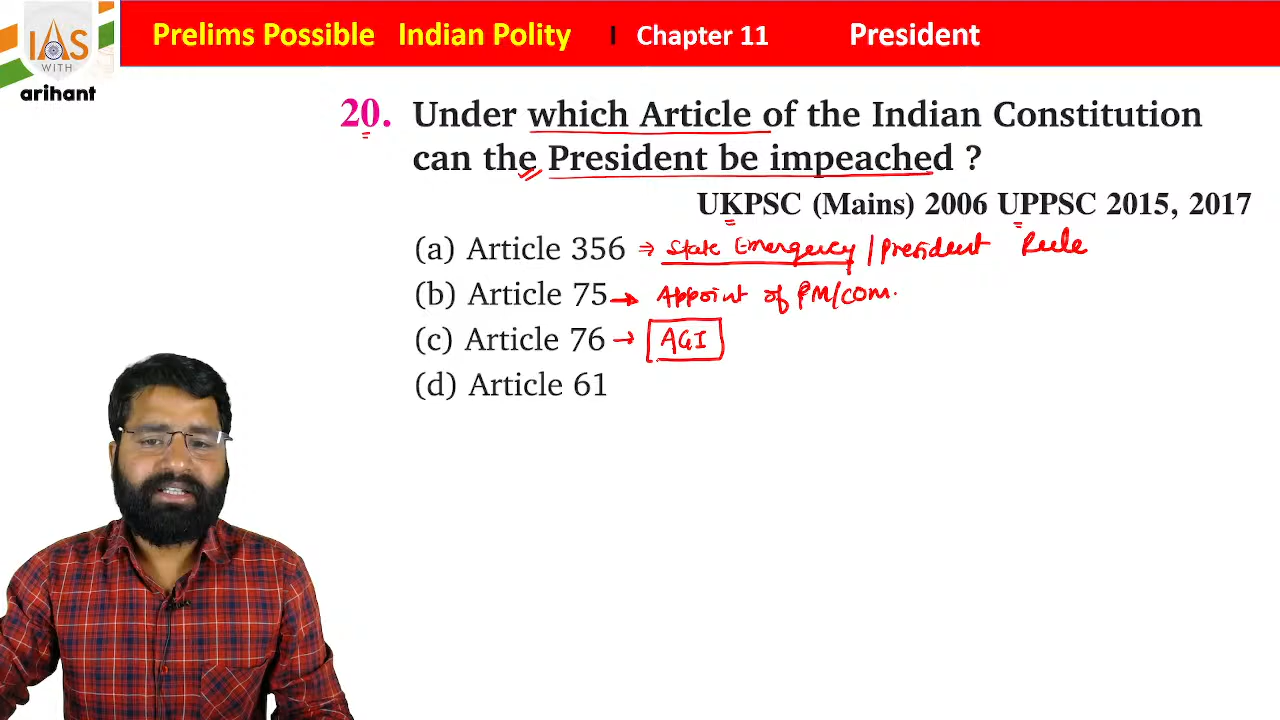 IAS
WITH
arihant
Prelims Possible Indian Polity | Chapter 11 President
20. Under which Article of the Indian Constitution
can the President be impeached ?
UKPSC (Mains) 2006 UPPSC 2015, 2017
(a) Article 356 ⇒ State Emergency / President Rule
(b) Article 75 → Appoint of PM/COM.
(c) Article 76 → AGI
(d) Article 61